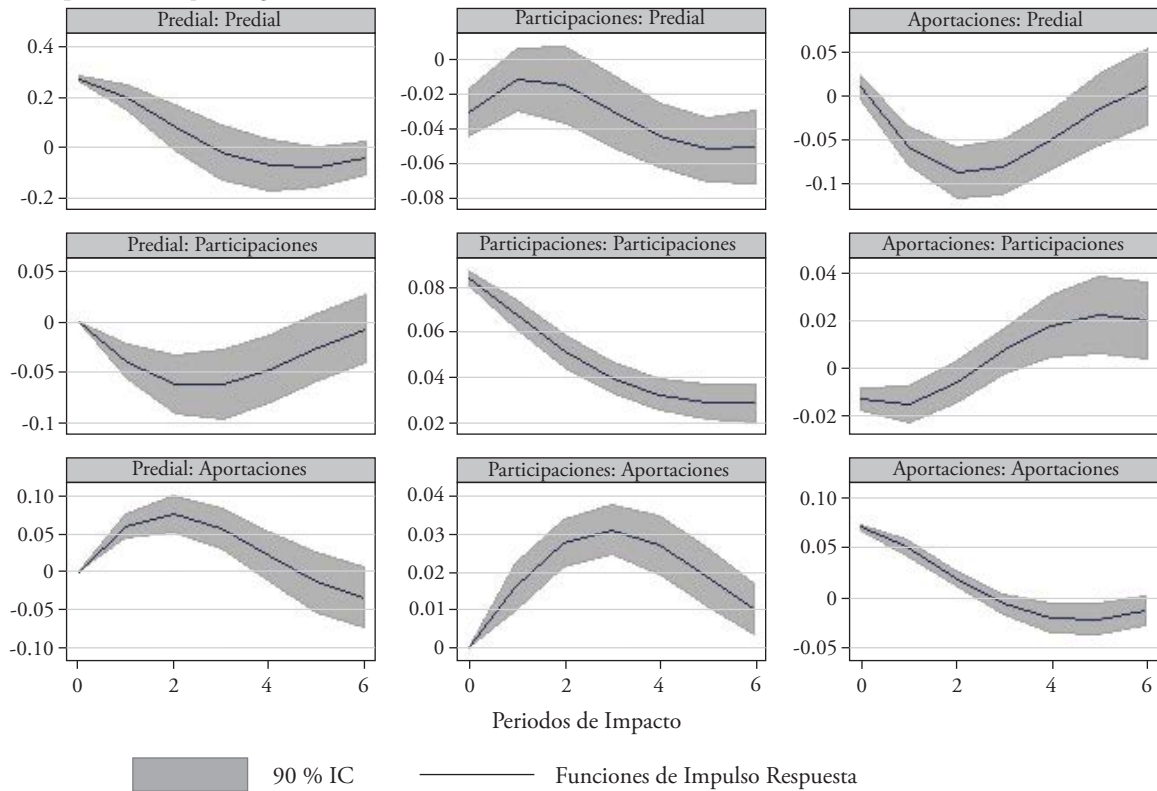 Predial: Predial
Participaciones: Predial
Aportaciones: Predial
0.4
0.2
0
-0.2
0
-0.02
-0.04
-0.06
-0.08
0.05
0
-0.05
-0.1
Predial: Participaciones
Participaciones: Participaciones
Aportaciones: Participaciones
0.05
0
-0.05
-0.1
0.08
0.06
0.04
0.02
0.04
0.02
0
-0.02
Predial: Aportaciones
Participaciones: Aportaciones
Aportaciones: Aportaciones
0.10
0.05
0
-0.05
-0.10
0.04
0.03
0.02
0.01
0
0.10
0.05
0
-0.05
0 2 4 6
0 2 4 6
0 2 4 6
Periodos de Impacto
90 % IC
Funciones de Impulso Respuesta